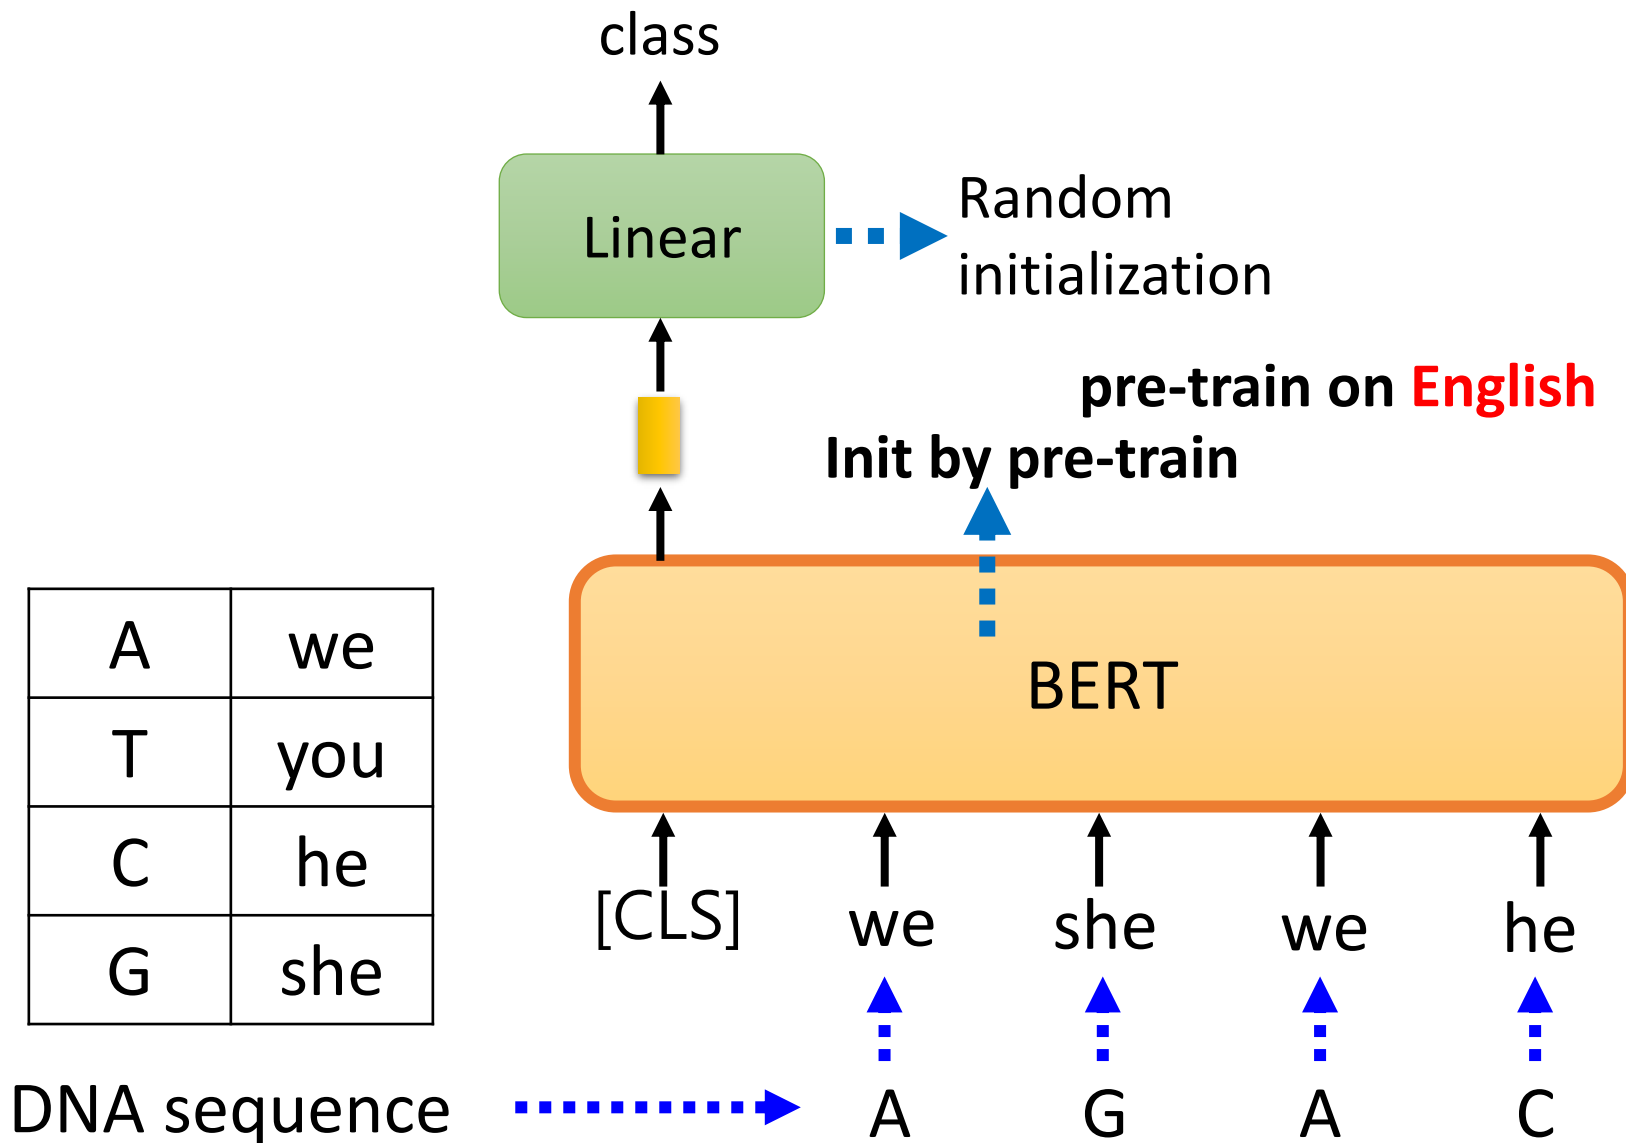 class
Linear
Random
initialization
pre-train on English
Init by pre-train
BERT
A we
T you
C he
G she
[CLS] we she we he
DNA sequence A G A C